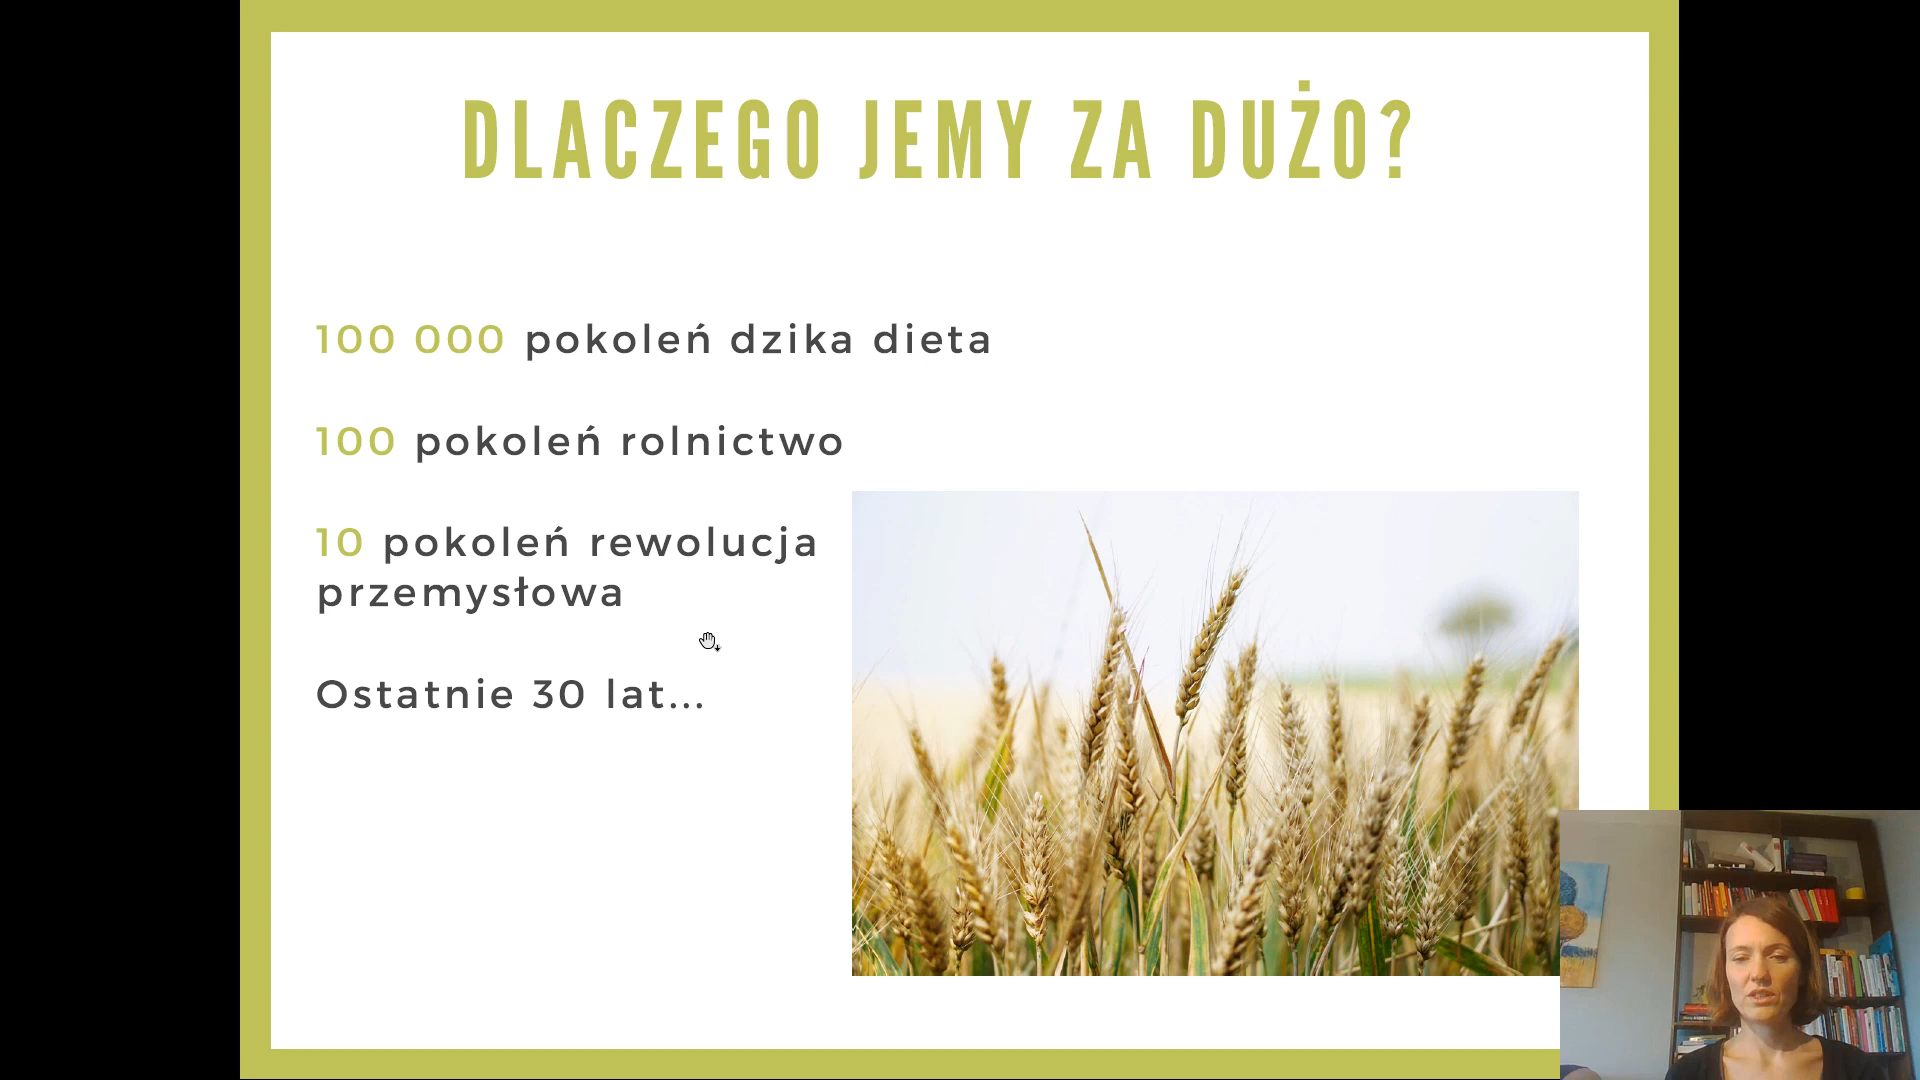 DLACZEGO JEMY ZA DUŻO?
100 000 pokoleń dzika dieta
100 pokoleń rolnictwo
10 pokoleń rewolucja
przemysłowa
Ostatnie 30 lat...